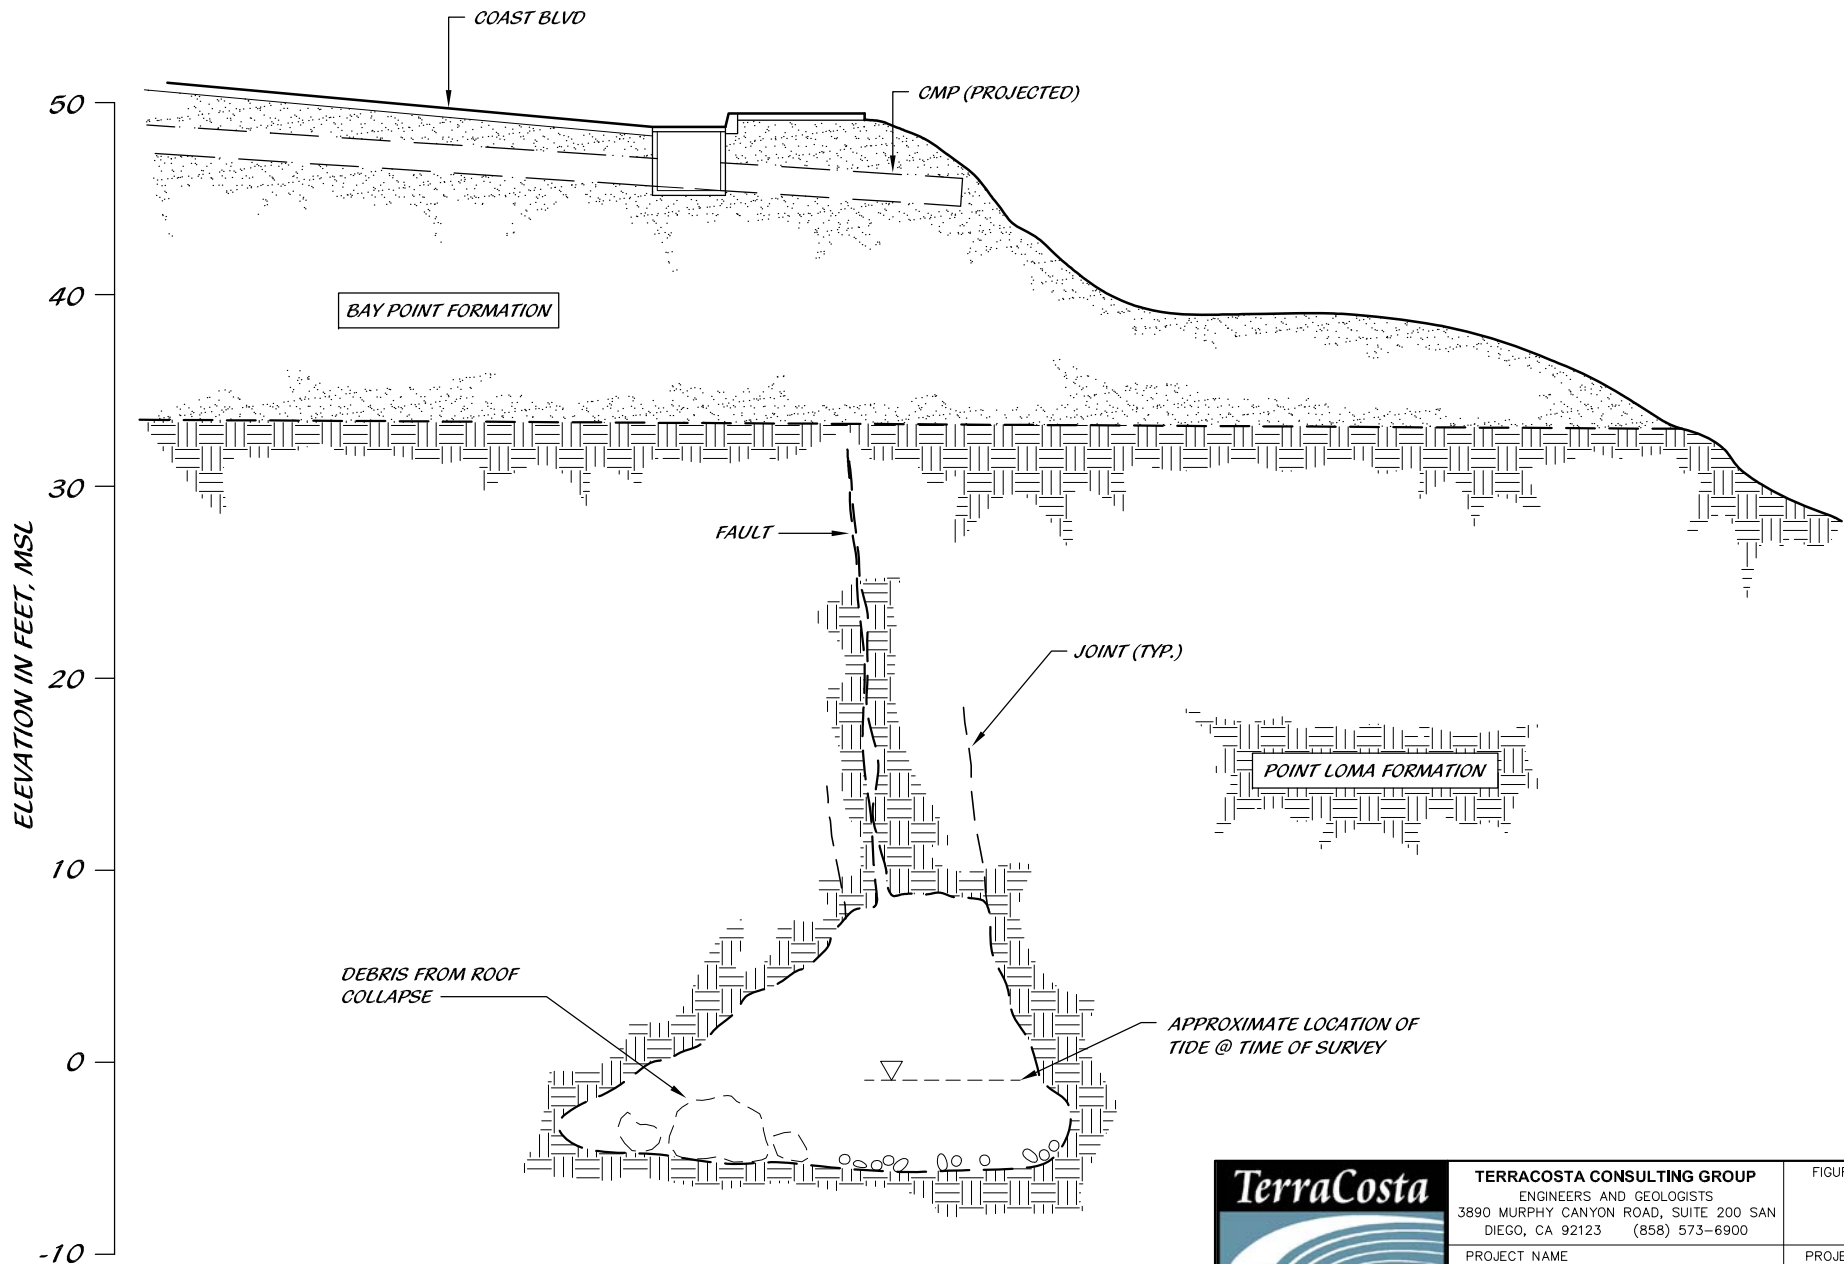 COAST BLVD
CMP (PROJECTED)
50
40
BAY POINT FORMATION
30
FAULT
ELEVATION IN FEET, MSL
20
JOINT (TYP.)
POINT LOMA FORMATION
10
DEBRIS FROM ROOF
COLLAPSE
APPROXIMATE LOCATION OF
TIDE @ TIME OF SURVEY
0
-10
TerraCosta
TERRACOSTA CONSULTING GROUP
ENGINEERS AND GEOLOGISTS
3890 MURPHY CANYON ROAD, SUITE 200 SAN
DIEGO, CA 92123 (858) 573-6900
PROJECT NAME